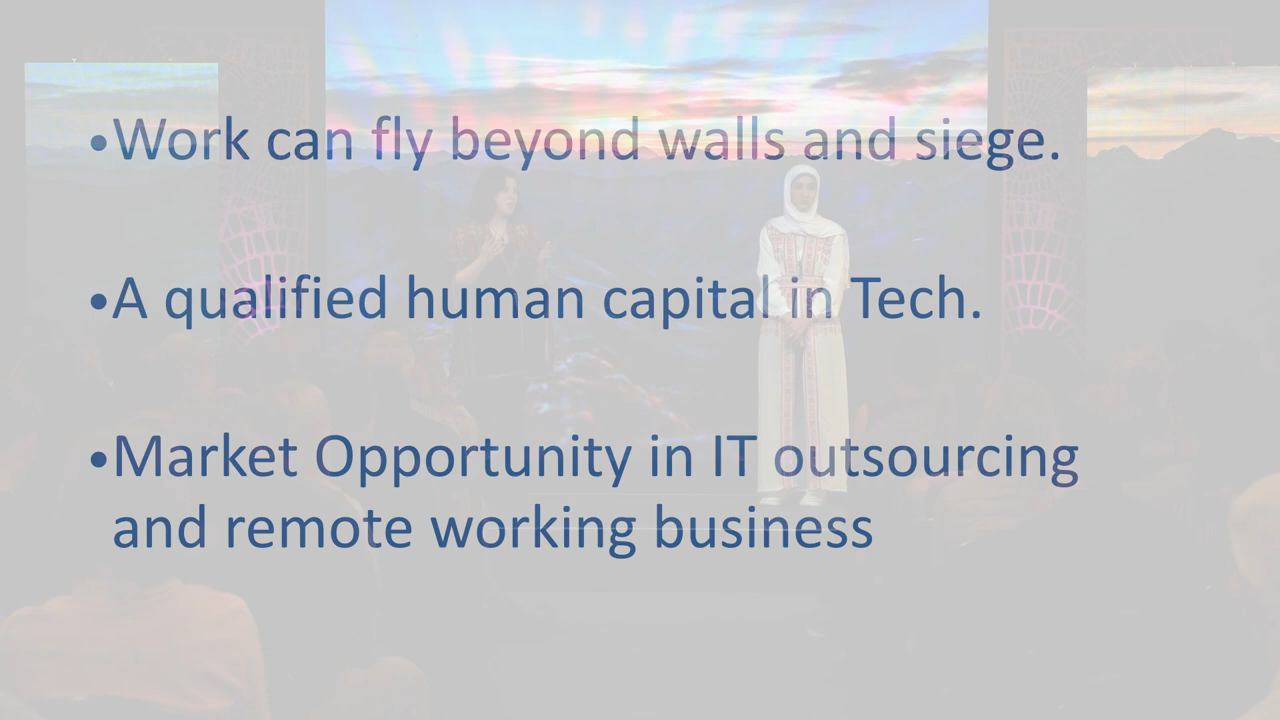 •Work can fly beyond walls and siege.
•A qualified human capital in Tech.
•Market Opportunity in IT outsourcing
and remote working business